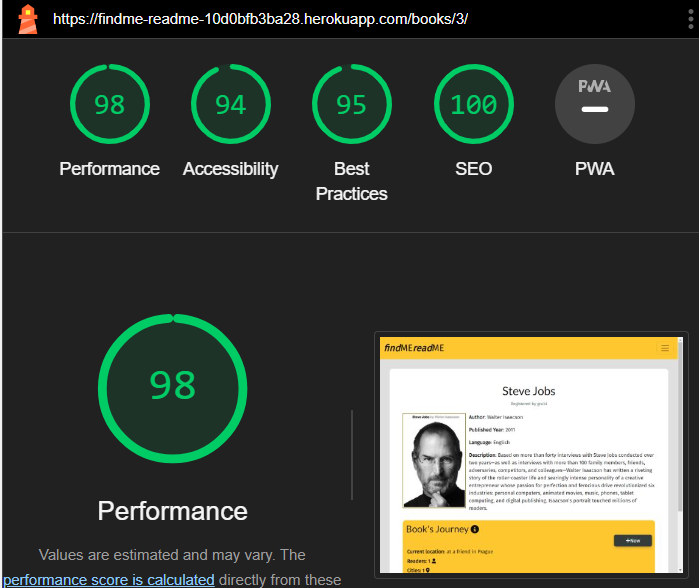 https://findme-readme-10d0bfb3ba28.herokuapp.com/books/3/
98 94 95 100 PWA
Performance Accessibility Best Practices SEO PWA
98
Performance
Values are estimated and may vary. The
performance score is calculated directly from these
findMEreadME
Steve Jobs
Steve Jobs by Walter Isaacson
Author: Walter Isaacson
Published Year: 2011
Language: English
Description: Based on more than forty interviews with Steve Jobs conducted over
two years—as well as interviews with more than 100 family members, friends,
adversaries, competitors, and colleagues—Walter Isaacson has written a riveting
story of the roller-coaster life and searingly intense personality of a creative
entrepreneur whose passion for perfection and ferocious drive revolutionized six
industries: personal computers, animated movies, music, phones, tablet
computing, and digital publishing. Isaacson's portrait touched millions of
readers.
Book's Journey
+New
Current location: at a friend in Prague
Readers: 1
Cities: 1